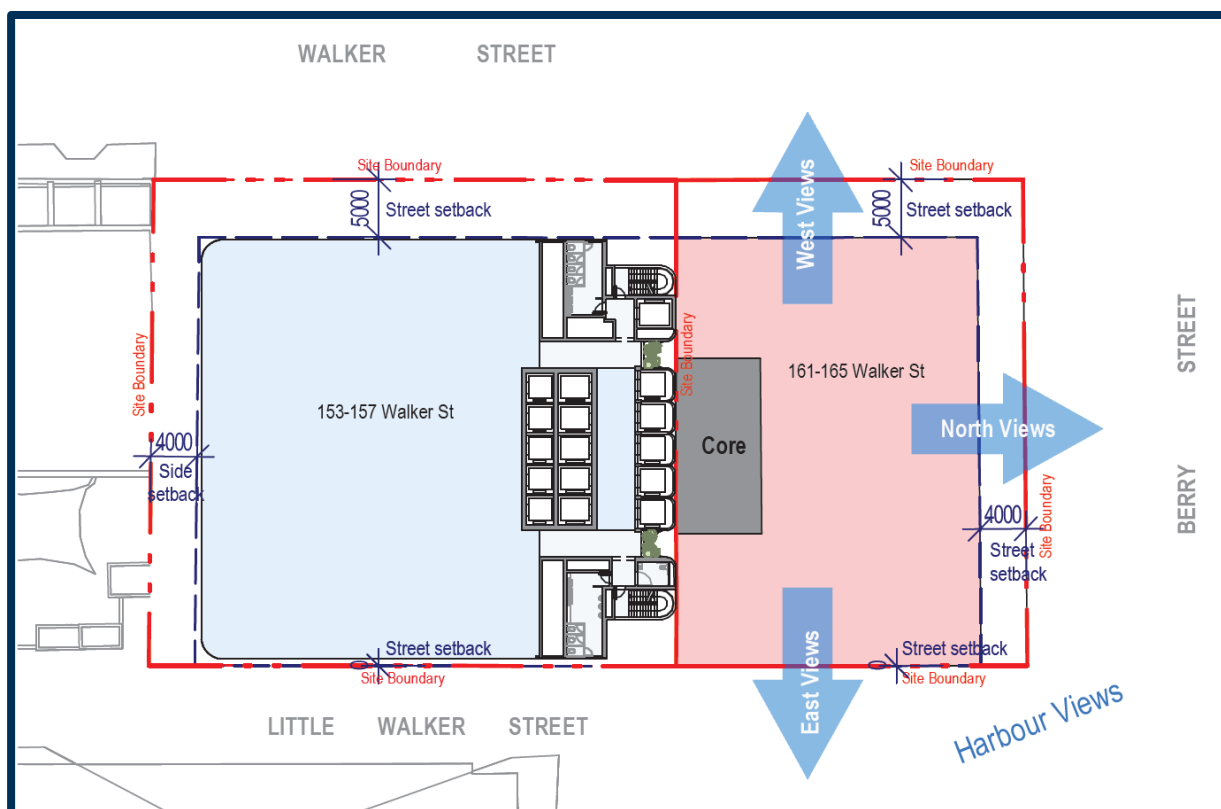 WALKER STREET
Site Boundary
Site Boundary
5000
Street setback
5000
Street setback
West Views
Site Boundary
Site Boundary
153-157 Walker St
161-165 Walker St
STREET
North Views
4000
Side
setback
Core
BERRY
4000
Street
setback
Site Boundary
East Views
0
Street setback
Site Boundary
0
Street setback
Site Boundary
LITTLE WALKER STREET
Harbour Views